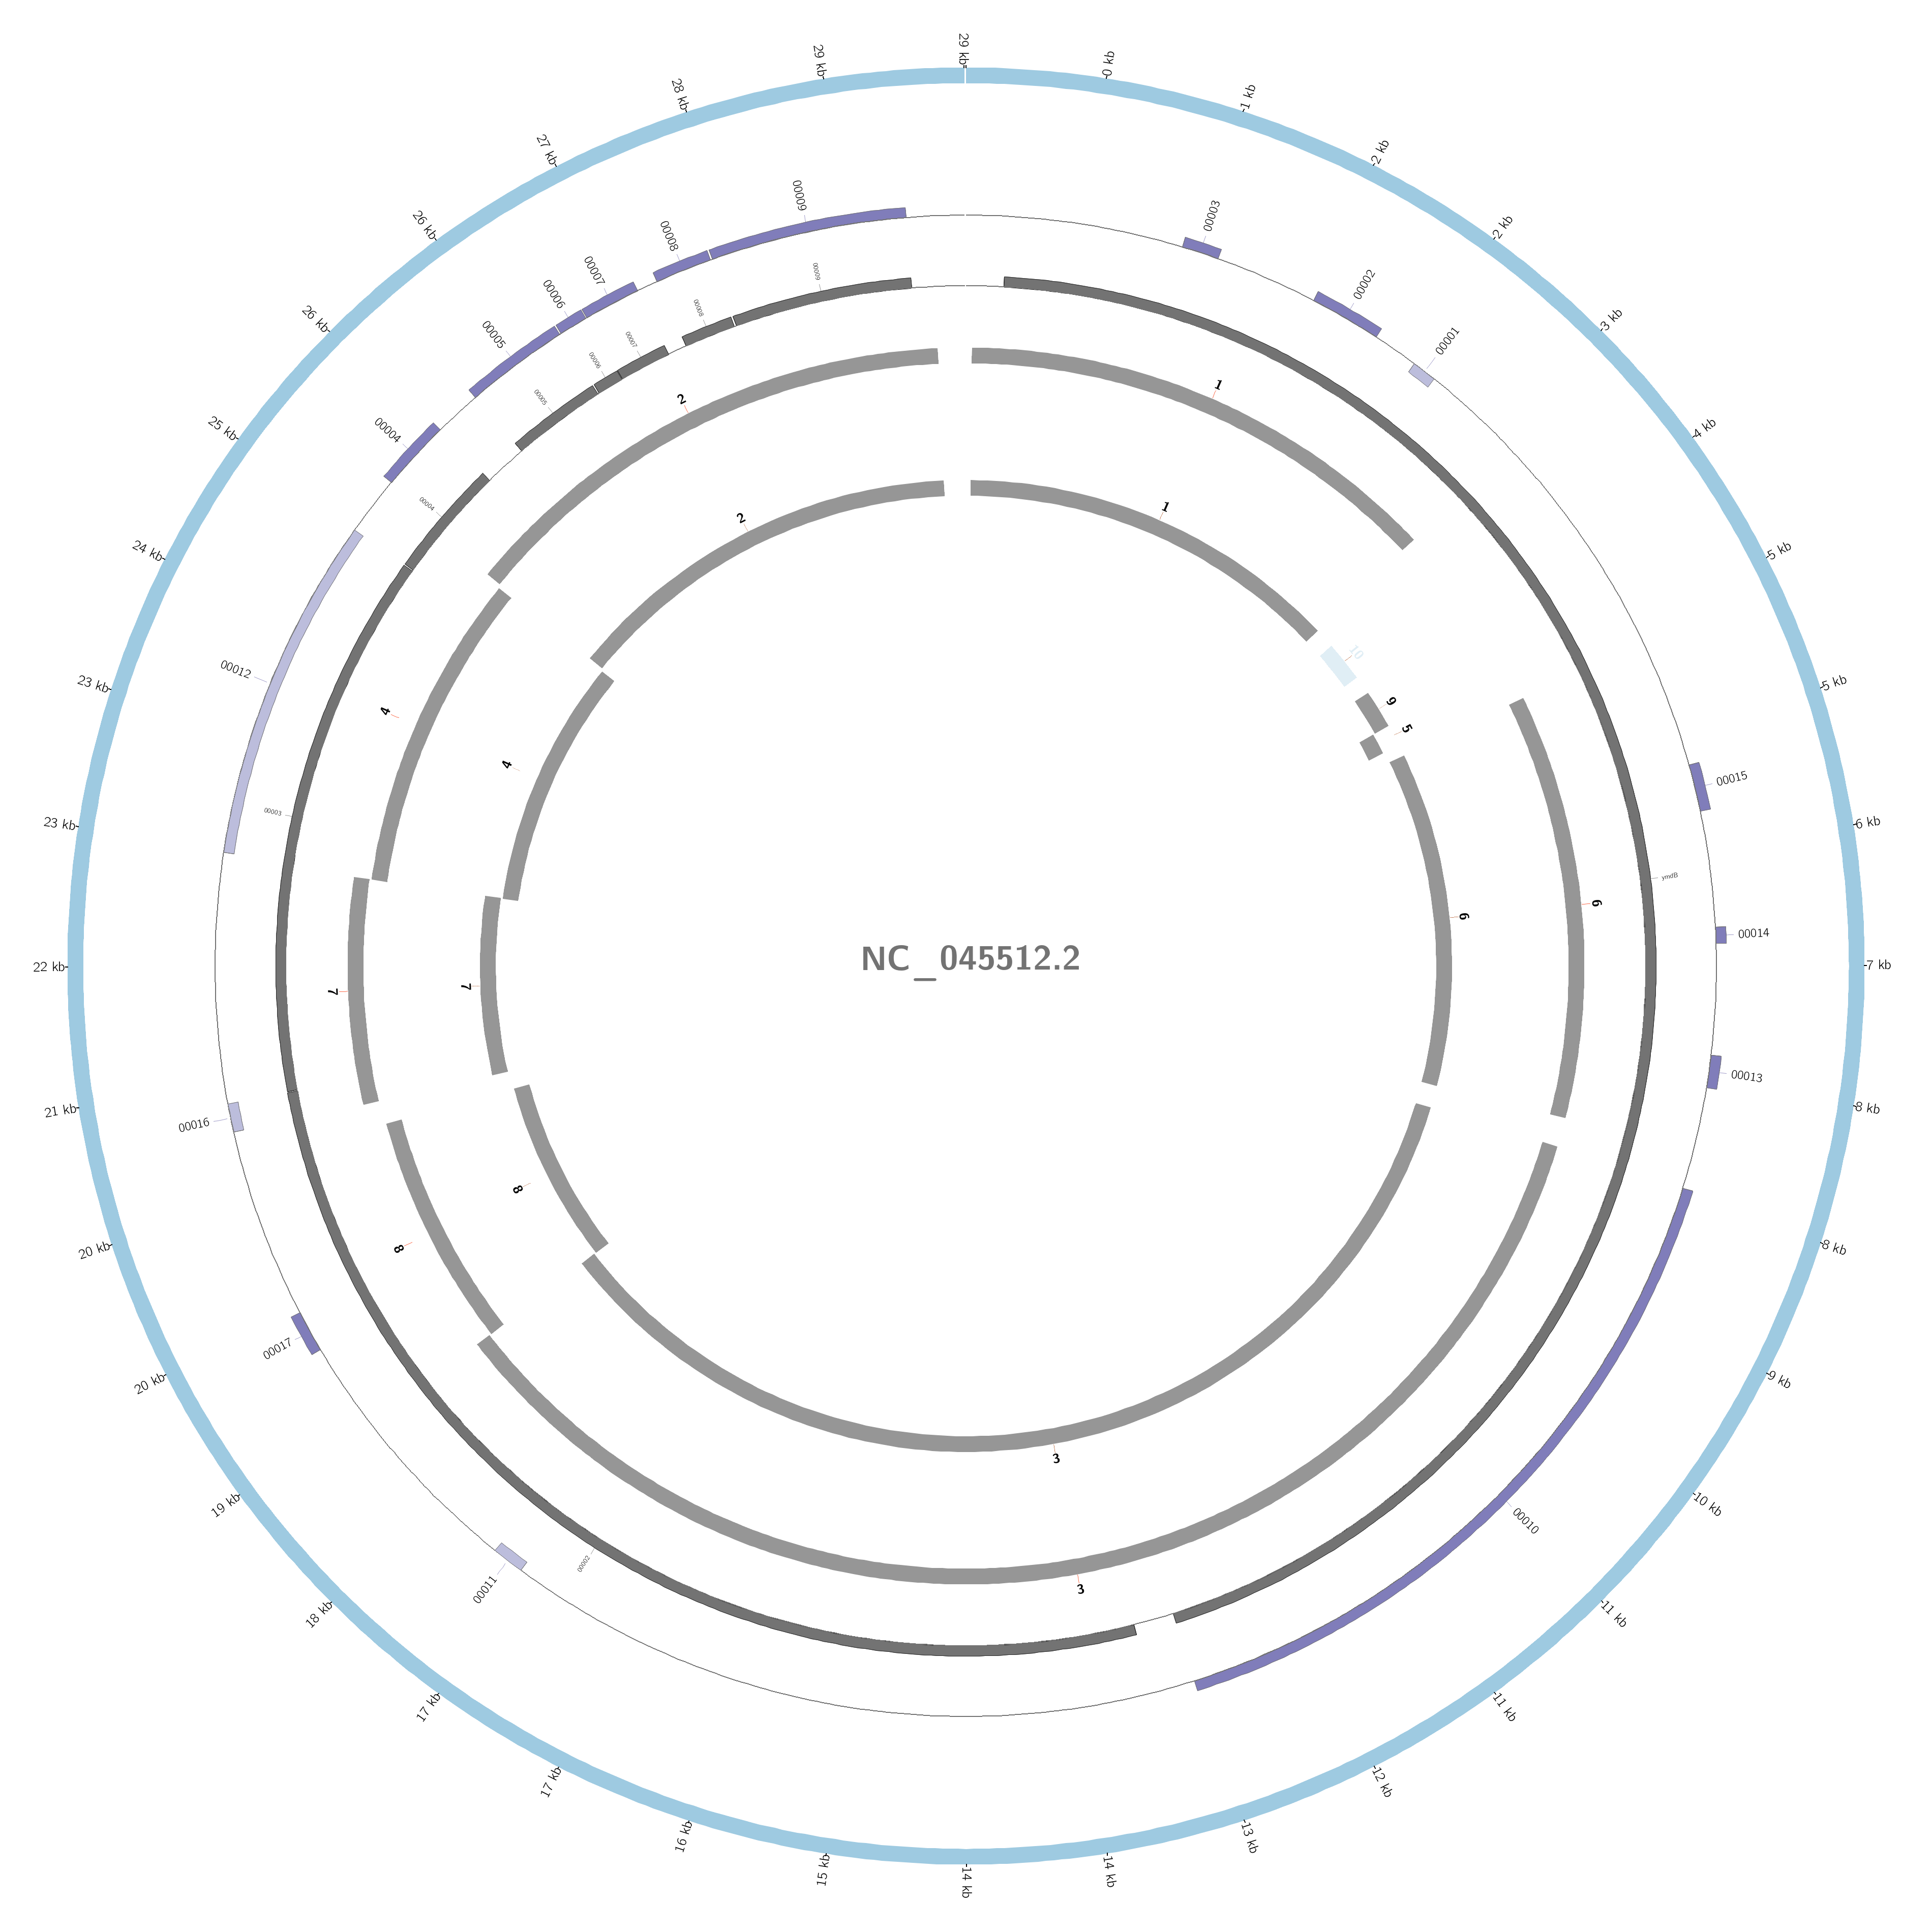 29 kb
0 kb
1 kb
2 kb
2 kb
3 kb
4 kb
5 kb
5 kb
6 kb
7 kb
8 kb
8 kb
9 kb
10 kb
11 kb
11 kb
12 kb
13 kb
14 kb
14 kb
15 kb
16 kb
17 kb
17 kb
18 kb
19 kb
20 kb
20 kb
21 kb
22 kb
23 kb
23 kb
24 kb
25 kb
26 kb
26 kb
27 kb
28 kb
29 kb
00003
00002
00001
00015
00014
00013
00010
00011
00017
00016
00012
00004
00005
00006
00007
00008
00009
ymdB
00002
00003
00004
00005
00006
00007
00008
00009
1
6
3
8
7
4
2
1
10
9
5
6
3
8
7
4
2
NC_045512.2